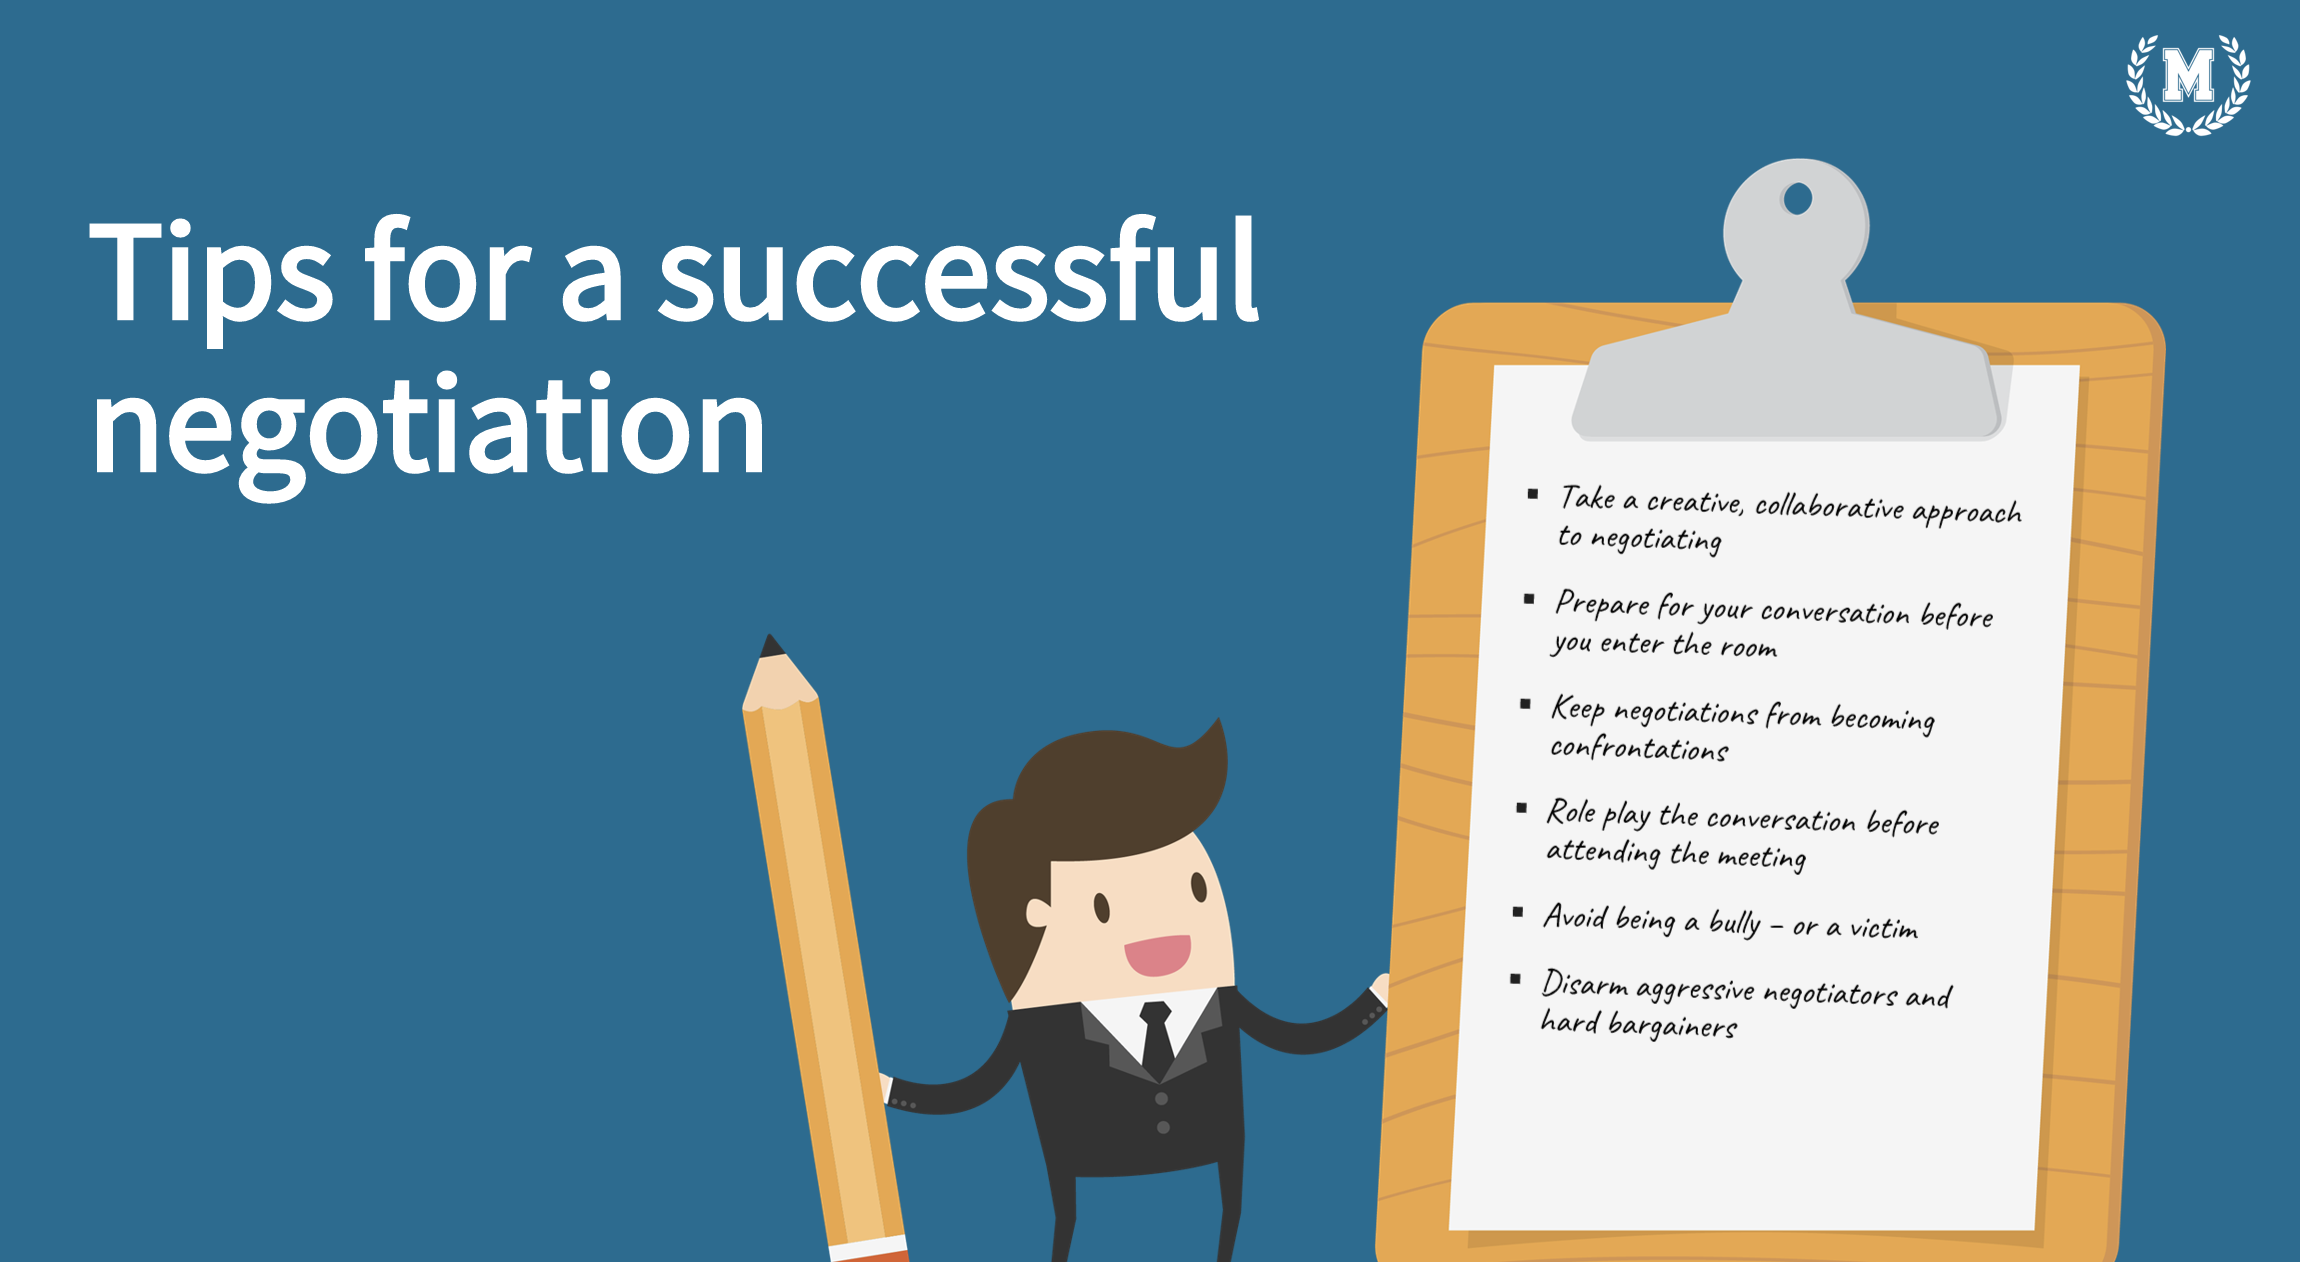 M
Tips for a successful
negotiation
▪ Take a creative, collaborative approach
to negotiating
▪ Prepare for your conversation before
you enter the room
▪ Keep negotiations from becoming
confrontations
▪ Role play the conversation before
attending the meeting
▪ Avoid being a bully – or a victim
▪ Disarm aggressive negotiators and
hard bargainers